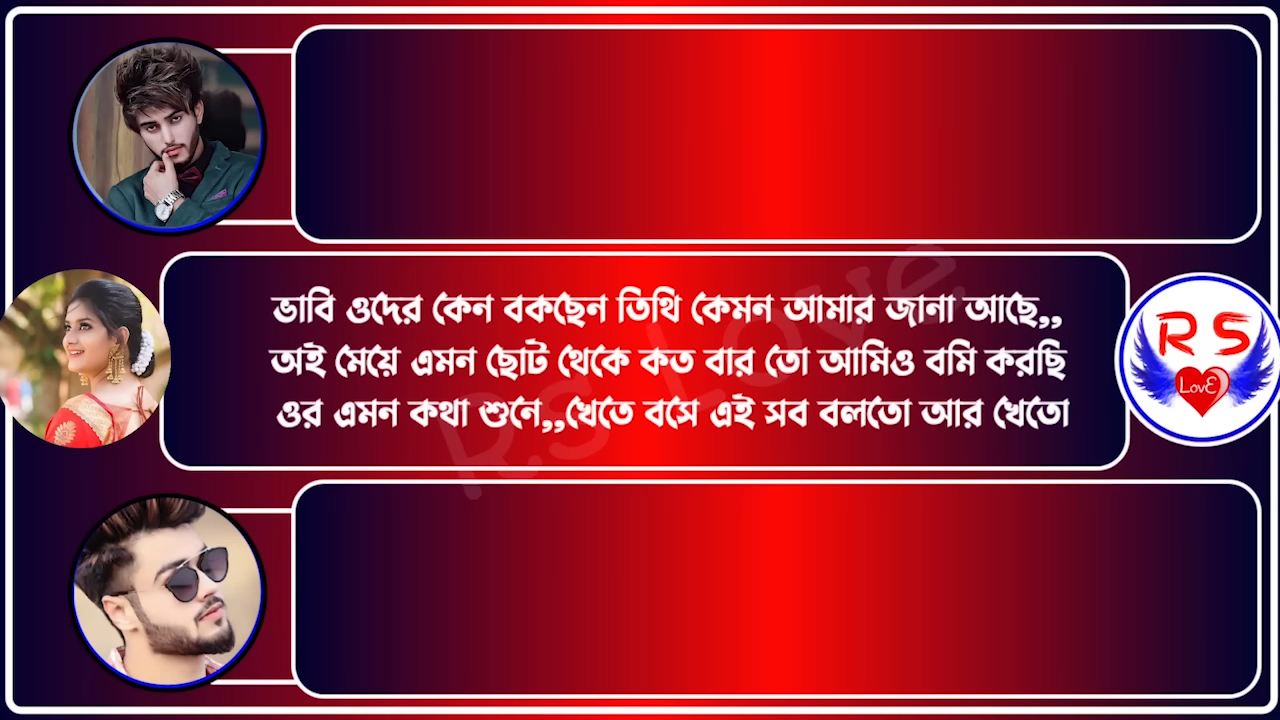 ভাবি ওদের কেন বকছেন তিথি কেমন আমার জানা আছে,,
অই মেয়ে এমন ছোট থেকে কত বার তো আমিও বমি করছি
ওর এমন কথা শুনে,,খেতে বসে এই সব বলতো আর খেতো
R S
LovE
R.S Love